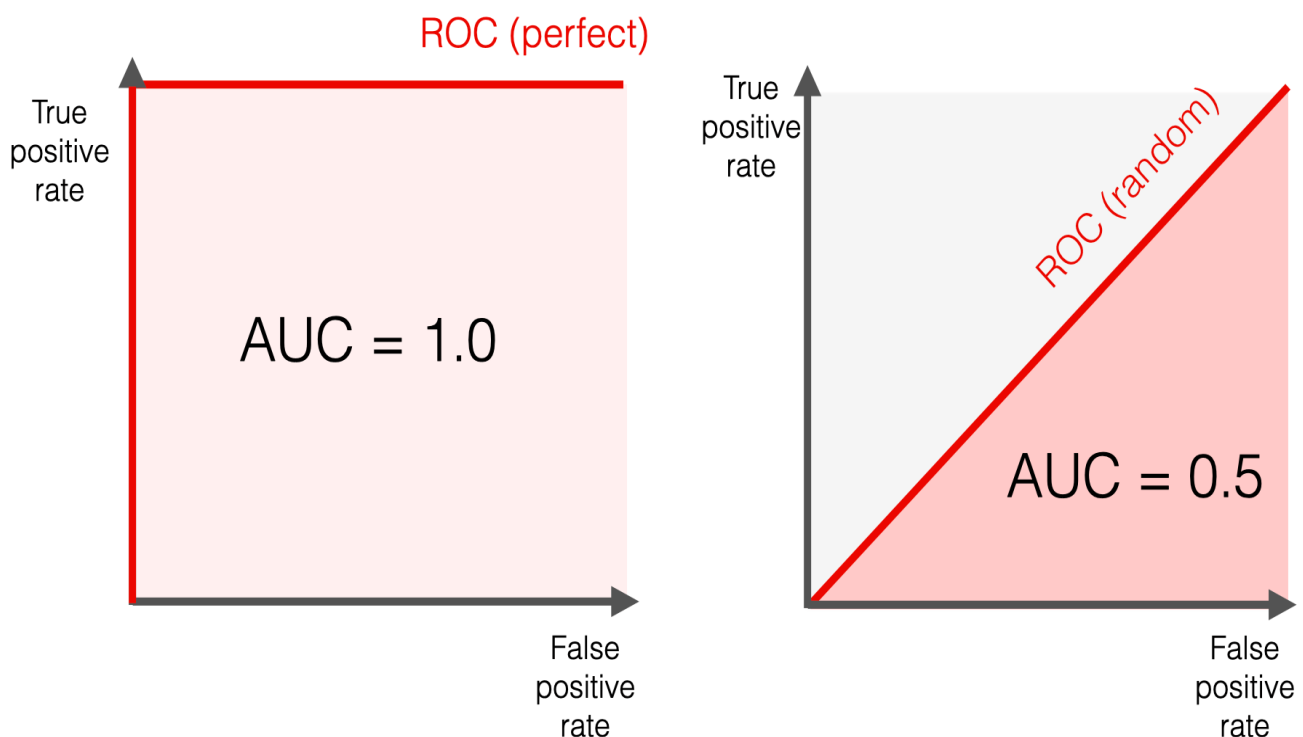 ROC (perfect)
True
positive
rate
AUC = 1.0
False
positive
rate
True
positive
rate
ROC (random)
AUC = 0.5
False
positive
rate